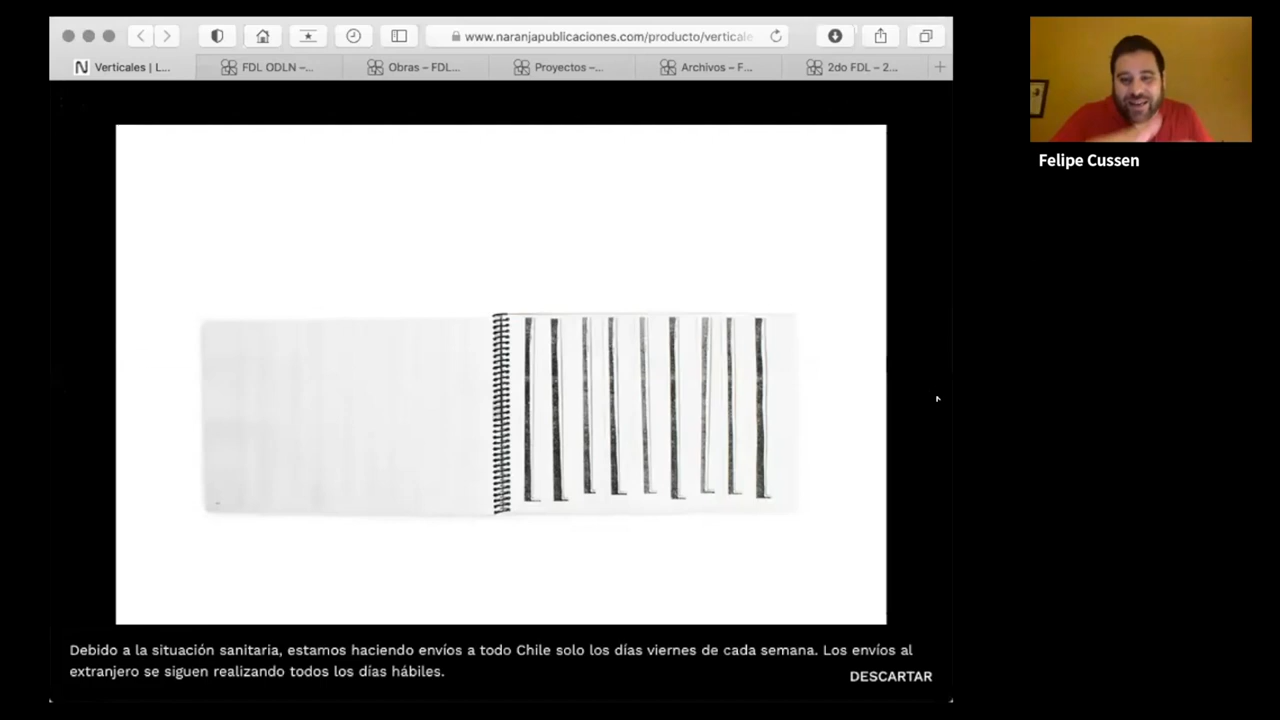 www.naranjapublicaciones.com/producto/verticale
Verticales | L...
FDL ODLN –...
Obras – FDL...
Proyectos –...
Archivos – F...
2do FDL – 2...
Felipe Cussen
Debido a la situación sanitaria, estamos haciendo envíos a todo Chile solo los días viernes de cada semana. Los envíos al
extranjero se siguen realizando todos los días hábiles.
DESCARTAR